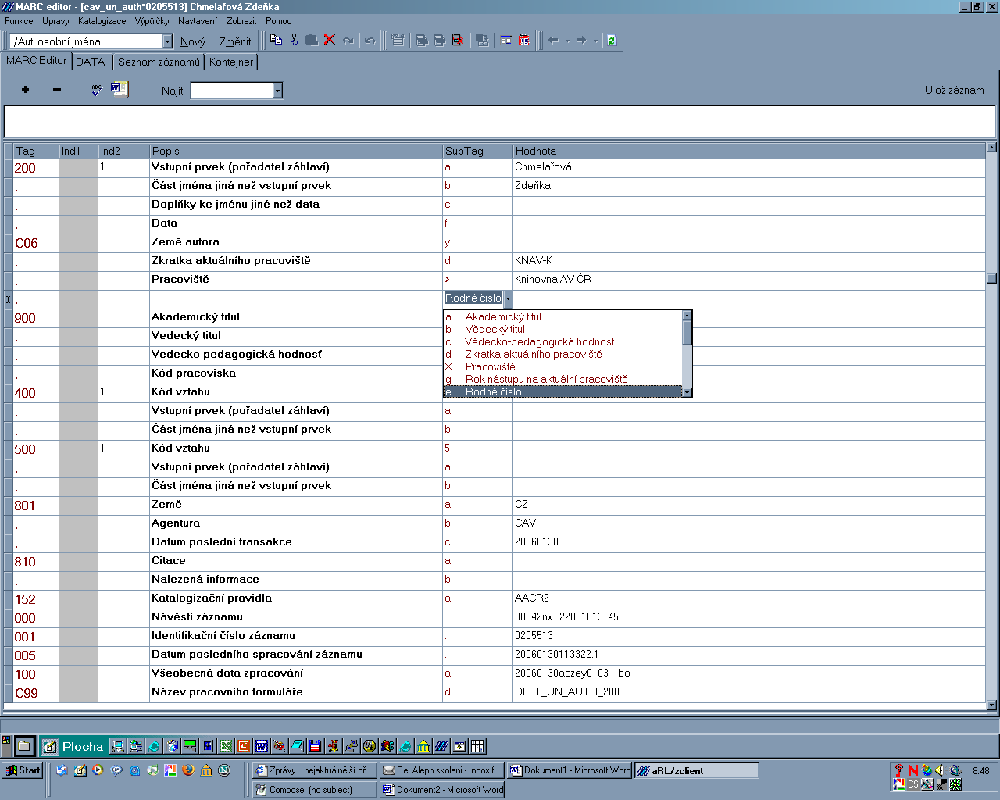 MARC editor - [cav_un_auth*0205513] Chmelařová Zdeňka
Funkce Úpravy Katalogizace Výpůjčky Nastavení Zobrazit Pomoc
/Aut. osobní jména Nový Změnit
MARC Editor DATA Seznam záznamů Kontejner
+ - ABC W Najít: Ulož záznam
Tag Ind1 Ind2 Popis SubTag Hodnota
200 1 Vstupní prvek (pořadatel záhlaví) a Chmelařová
. Část jména jiná než vstupní prvek b Zdeňka
. Doplňky ke jménu jiné než data c
. Data f
C06 Země autora y
. Zkratka aktuálního pracoviště d KNAV-K
. Pracoviště > Knihovna AV ČR
. Rodné číslo
900 Akademický titul
a Akademický titul
b Vědecký titul
. Vedecký titul
c Vědecko-pedagogická hodnost
. Vedecko pedagogická hodnosť
d Zkratka aktuálního pracoviště
X Pracoviště
. Kód pracoviska
g Rok nástupu na aktuální pracoviště
400 1 Kód vztahu
e Rodné číslo
. Vstupní prvek (pořadatel záhlaví) a
. Část jména jiná než vstupní prvek b
500 1 Kód vztahu 5
. Vstupní prvek (pořadatel záhlaví) a
. Část jména jiná než vstupní prvek b
801 Země a CZ
. Agentura b CAV
. Datum poslední transakce c 20060130
810 Citace a
. Nalezená informace b
152 Katalogizační pravidla a AACR2
000 Návěstí záznamu . 00542nx 22001813 45
001 Identifikační číslo záznamu . 0205513
005 Datum posledního spracování záznamu . 20060130113322.1
100 Všeobecná data zpracování a 20060130aczey0103 ba
C99 Název pracovního formuláře d DFLT_UN_AUTH_200
Plocha
Start Zprávy - nejaktuálnější př... Re: Aleph skoleni - Inbox f... Dokument1 - Microsoft Word aRL/zclient 8:48
Compose: (no subject) Dokument2 - Microsoft Word CS